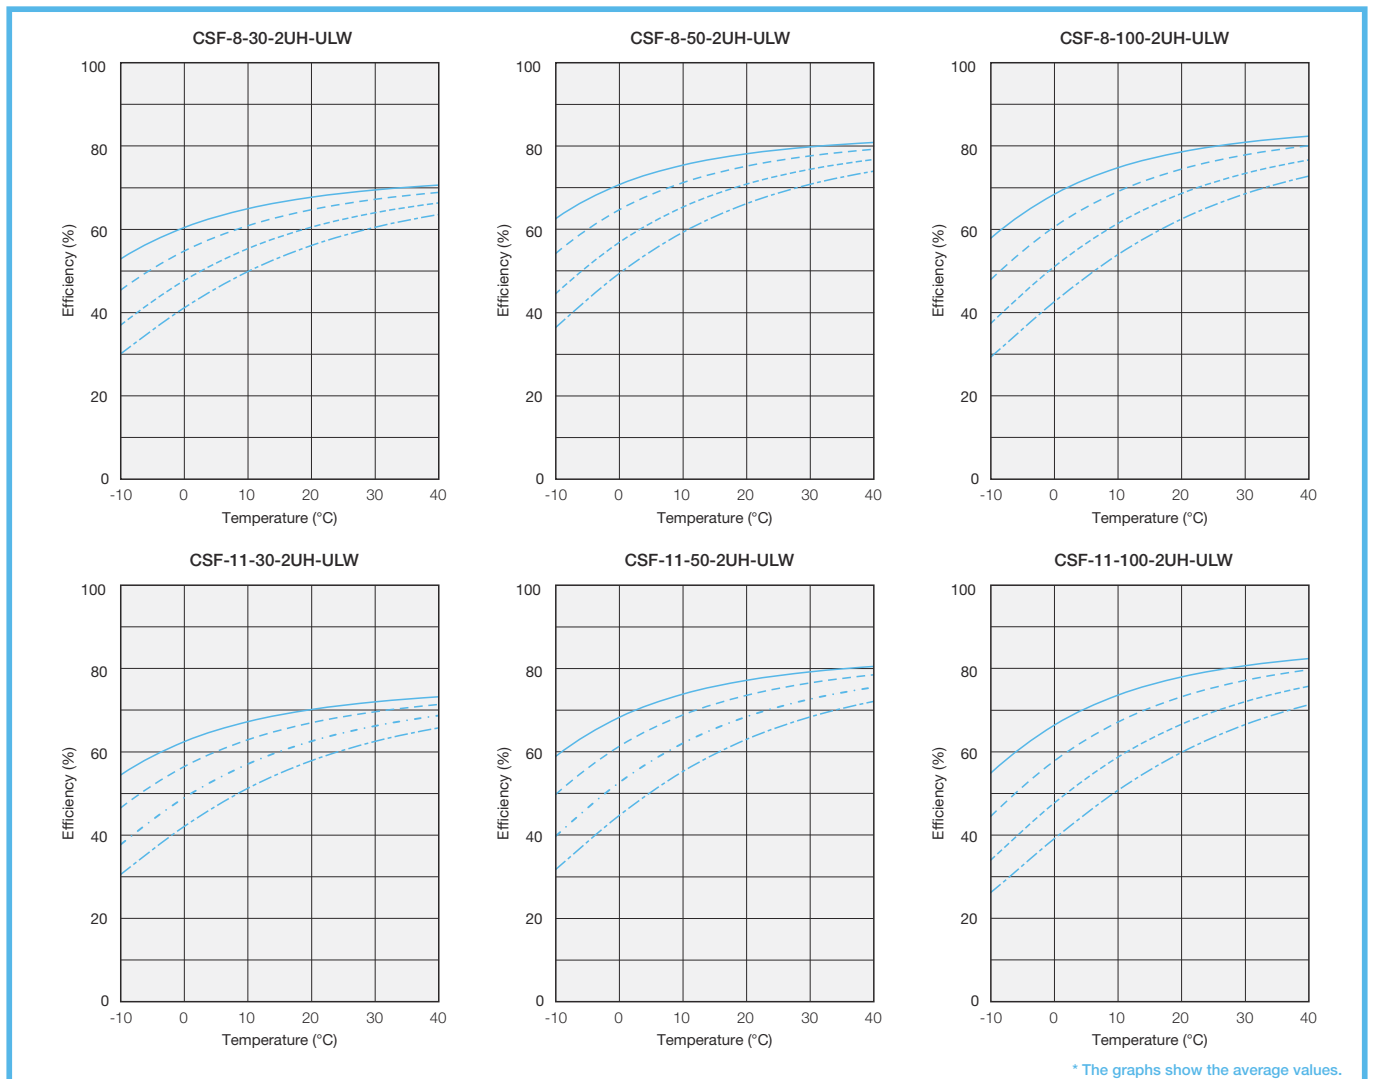 CSF-8-30-2UH-ULW
100
80
60
40
20
0
Efficiency (%)
-10 0 10 20 30 40
Temperature (°C)
CSF-8-50-2UH-ULW
100
80
60
40
20
0
Efficiency (%)
-10 0 10 20 30 40
Temperature (°C)
CSF-8-100-2UH-ULW
100
80
60
40
20
0
Efficiency (%)
-10 0 10 20 30 40
Temperature (°C)
CSF-11-30-2UH-ULW
100
80
60
40
20
0
Efficiency (%)
-10 0 10 20 30 40
Temperature (°C)
CSF-11-50-2UH-ULW
100
80
60
40
20
0
Efficiency (%)
-10 0 10 20 30 40
Temperature (°C)
CSF-11-100-2UH-ULW
100
80
60
40
20
0
Efficiency (%)
-10 0 10 20 30 40
Temperature (°C)
* The graphs show the average values.